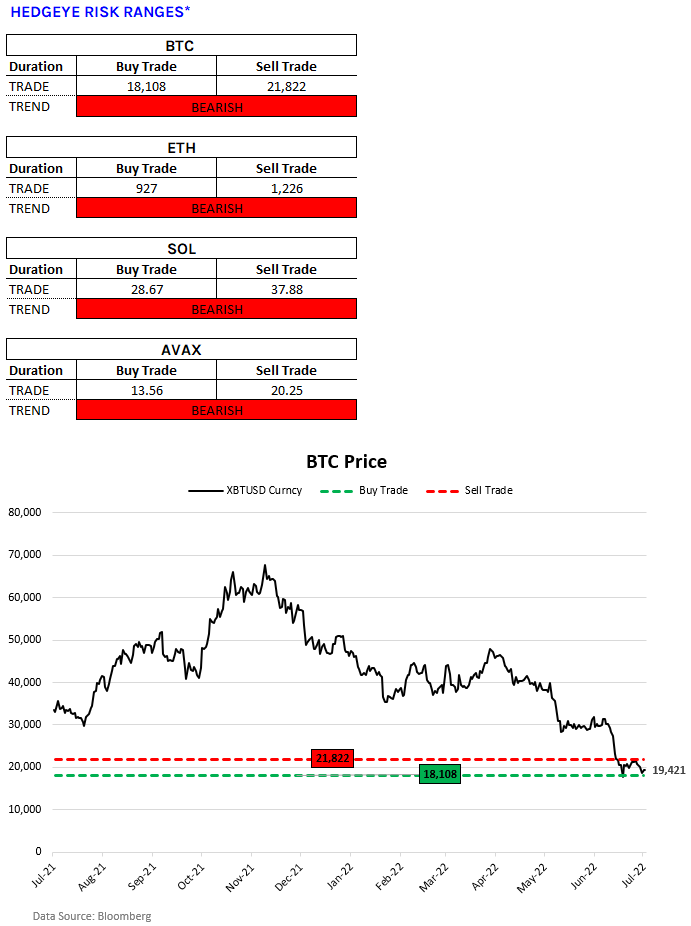 HEDGEYE RISK RANGES*
BTC
Duration Buy Trade Sell Trade
TRADE 18,108 21,822
TREND BEARISH
ETH
Duration Buy Trade Sell Trade
TRADE 927 1,226
TREND BEARISH
SOL
Duration Buy Trade Sell Trade
TRADE 28.67 37.88
TREND BEARISH
AVAX
Duration Buy Trade Sell Trade
TRADE 13.56 20.25
TREND BEARISH
BTC Price
XBTUSD Curncy Buy Trade Sell Trade
80,000
70,000
60,000
50,000
40,000
30,000
21,822
20,000
18,108
19,421
10,000
0
Jul-21 Aug-21 Sep-21 Oct-21 Nov-21 Dec-21 Jan-22 Feb-22 Mar-22 Apr-22 May-22 Jun-22 Jul-22
Data Source: Bloomberg